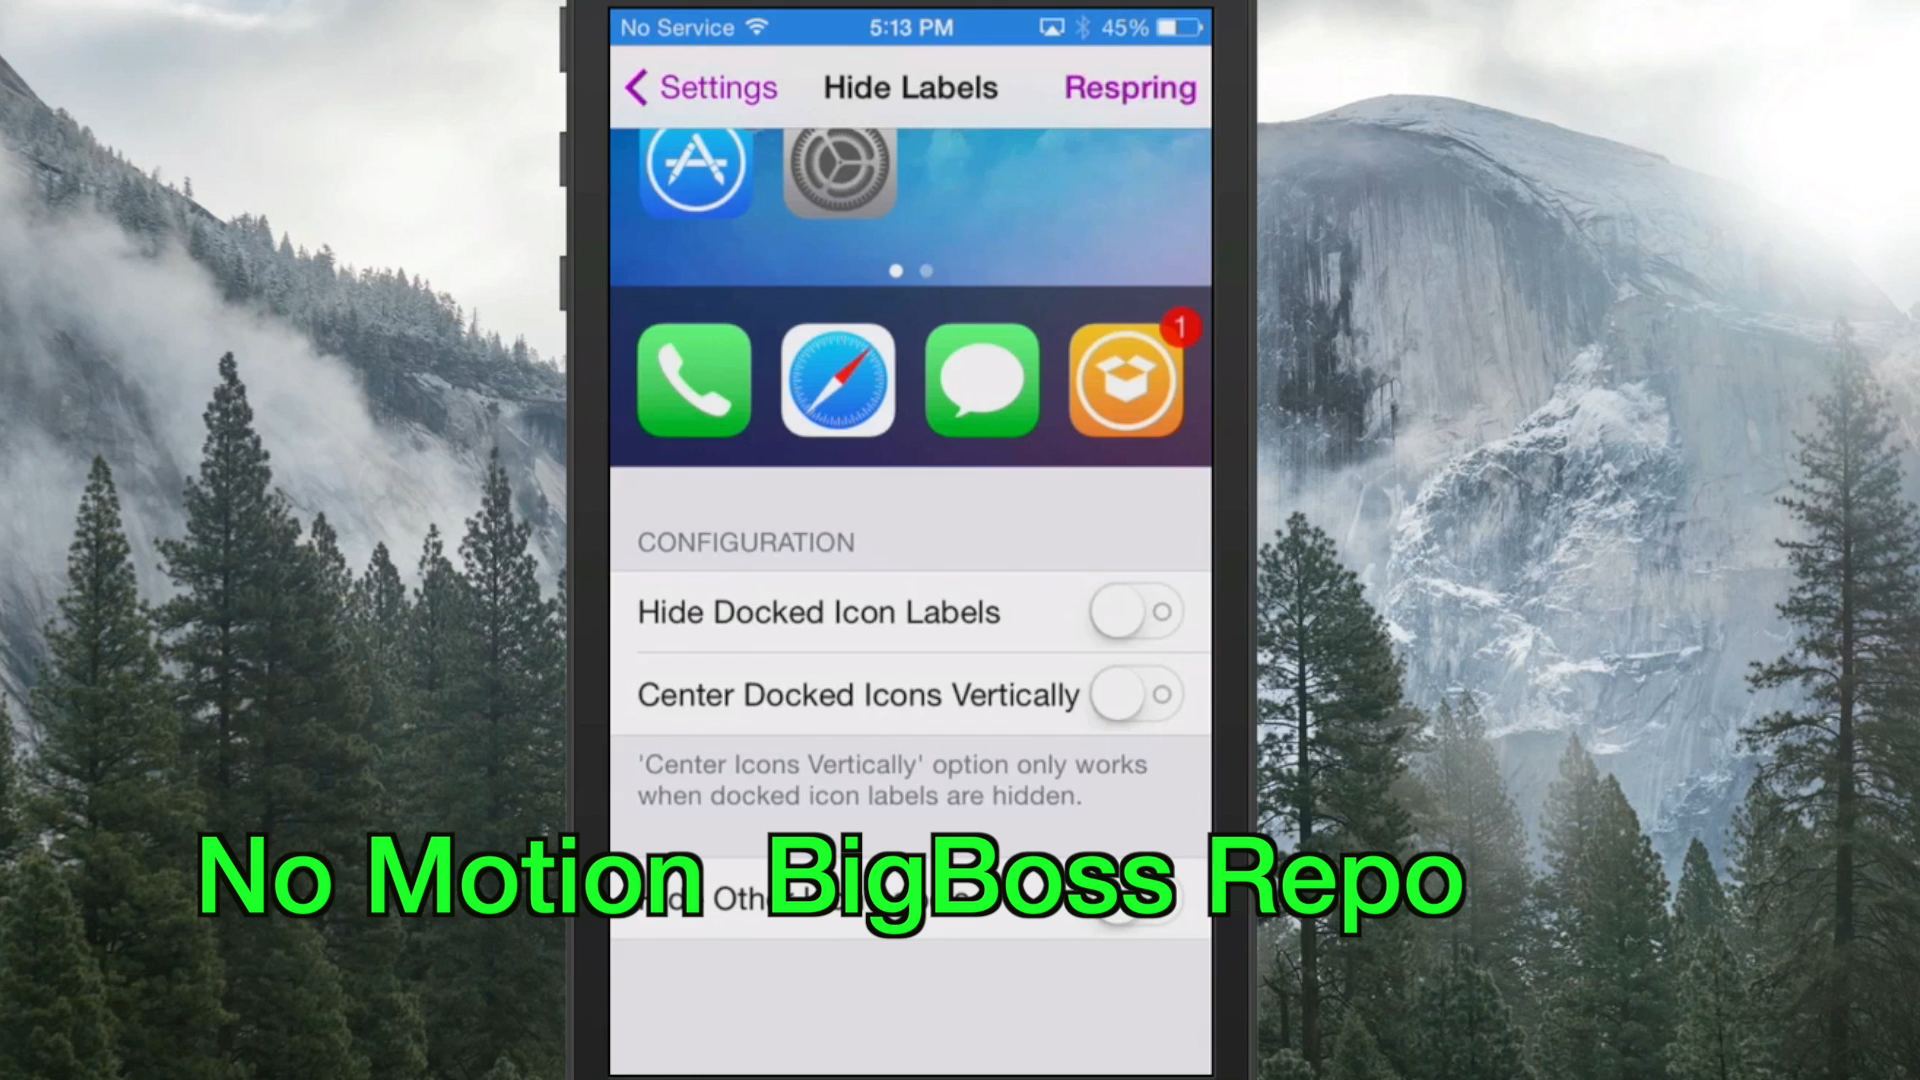 No Service 5:13 PM 45%
Settings Hide Labels Respring
1
CONFIGURATION
Hide Docked Icon Labels
Center Docked Icons Vertically
'Center Icons Vertically' option only works
when docked icon labels are hidden.
No Motion BigBoss Repo